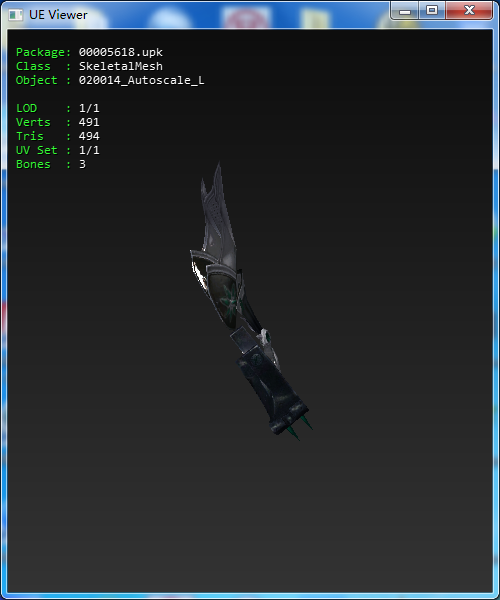 UE Viewer
Package: 00005618.upk
Class : SkeletalMesh
Object : 020014_Autoscale_L
LOD : 1/1
Verts : 491
Tris : 494
UV Set : 1/1
Bones : 3